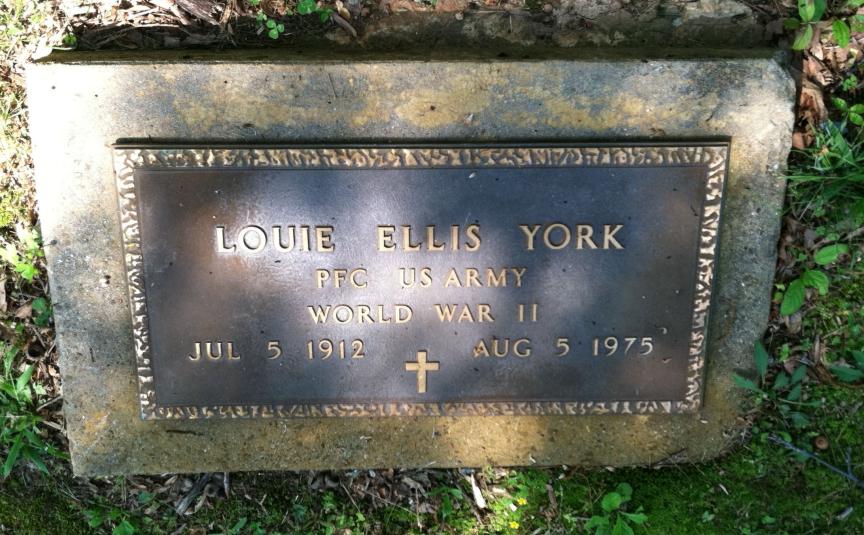 LOUIE ELLIS YORK
PFC US ARMY
WORLD WAR II
JUL 5 1912 AUG 5 1975